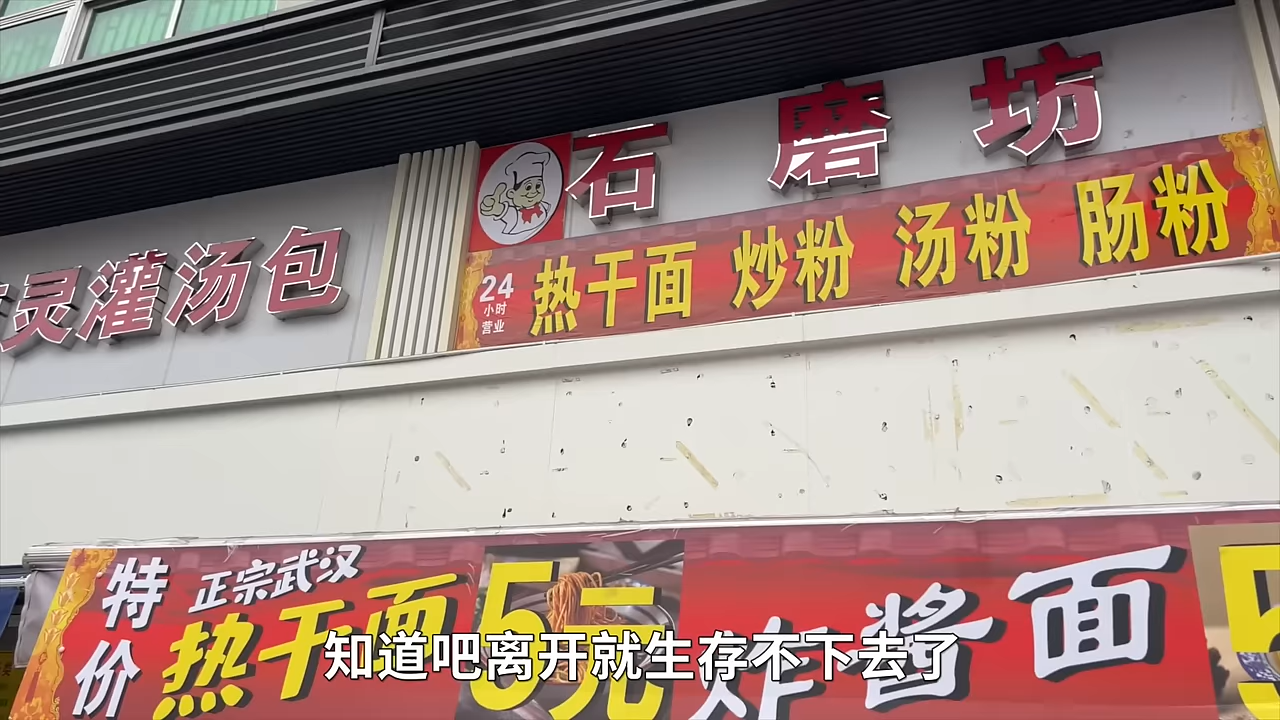 石磨坊
灵灌汤包
24
小时
营业
热干面 炒粉 汤粉 肠粉
特价
正宗武汉
热干面
5元
炸酱面
5
知道吧离开就生存不下去了